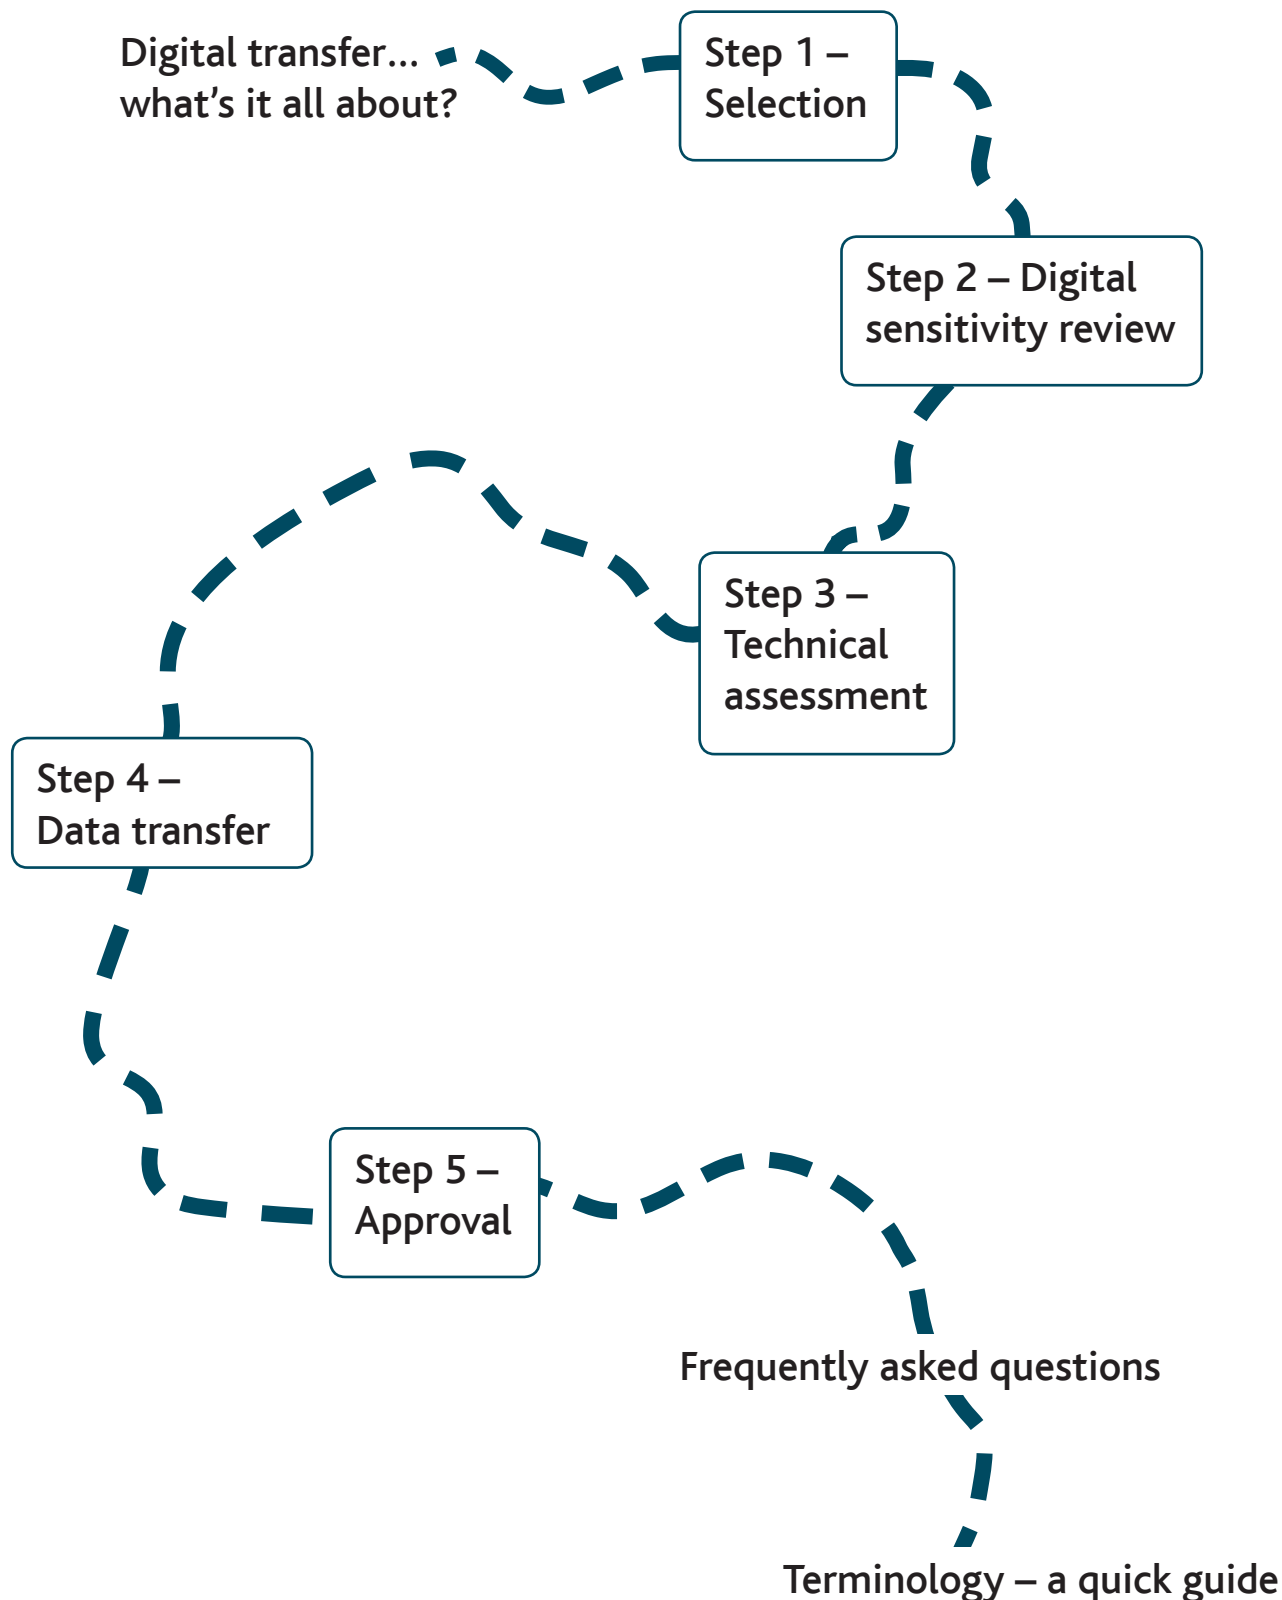 Digital transfer...
what's it all about?
Step 1 –
Selection
Step 2 – Digital
sensitivity review
Step 3 –
Technical
assessment
Step 4 –
Data transfer
Step 5 –
Approval
Frequently asked questions
Terminology – a quick guide